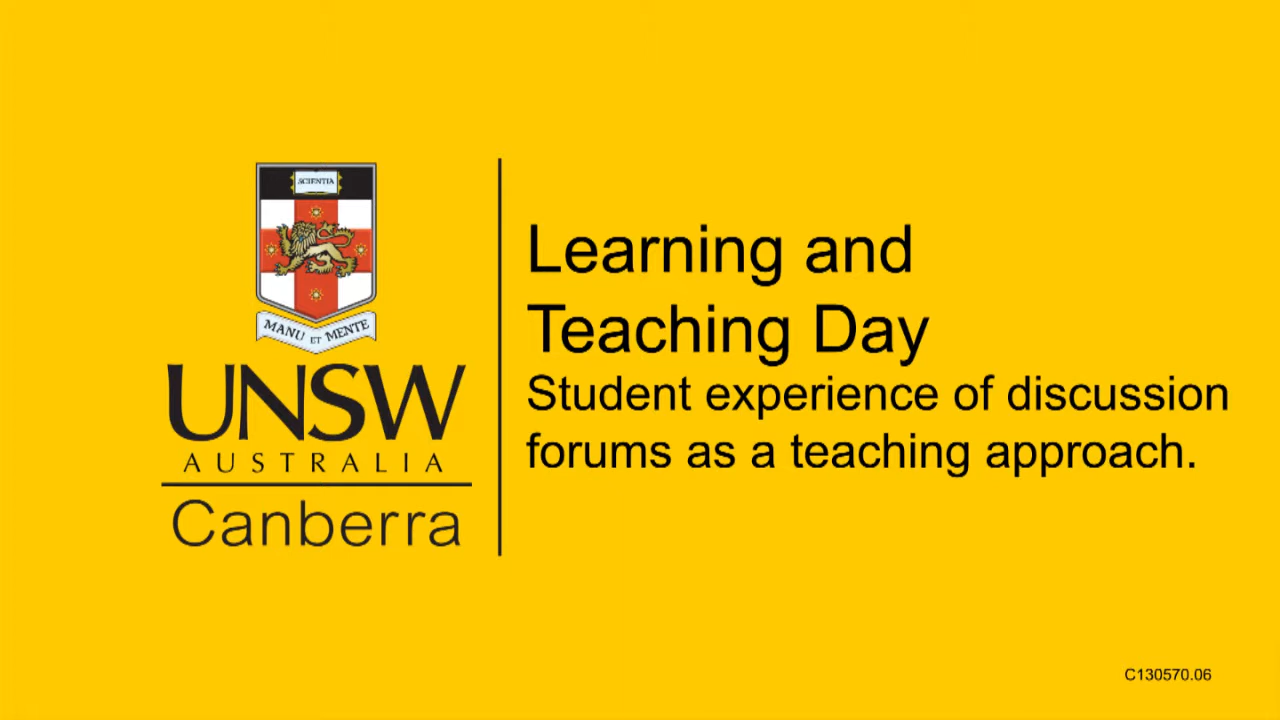 SCIENTIA
MANU ET MENTE
UNSW
AUSTRALIA
Canberra
Learning and
Teaching Day
Student experience of discussion
forums as a teaching approach.
C130570.06